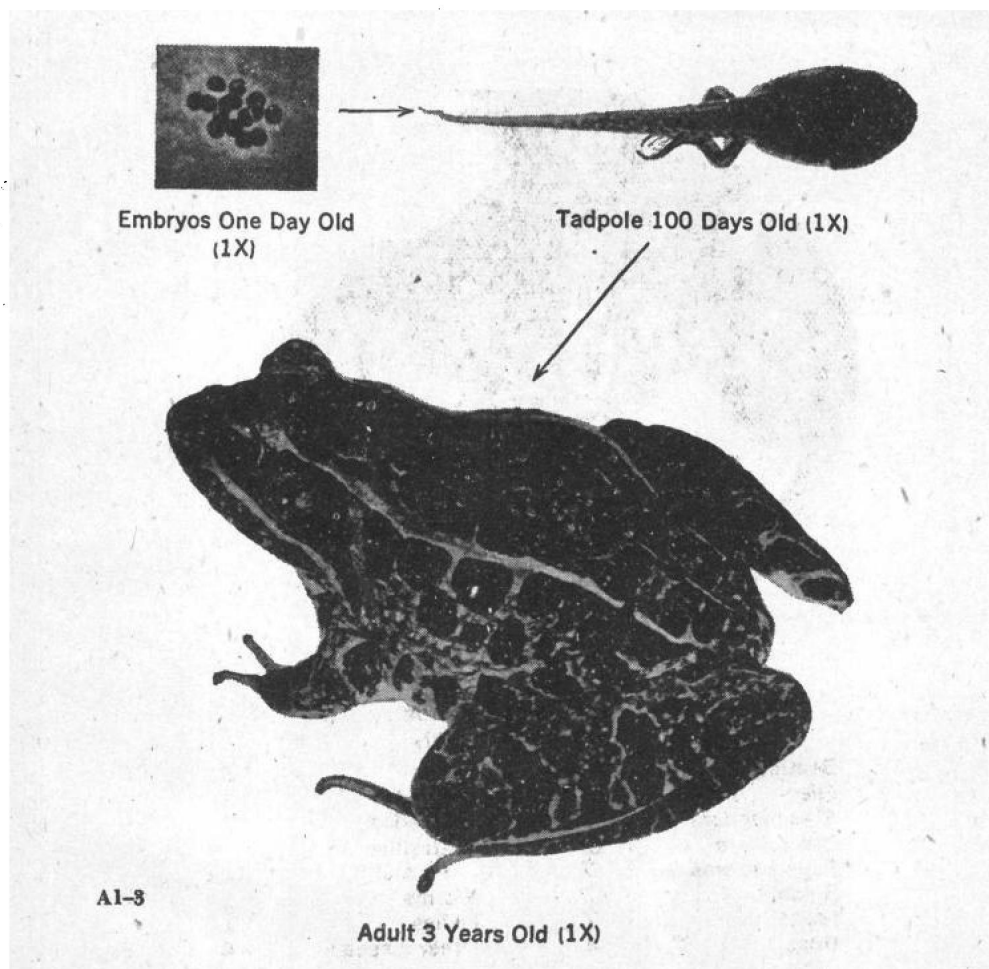 Embryos One Day Old
(1X)
Tadpole 100 Days Old (1X)
A1-3
Adult 3 Years Old (1X)